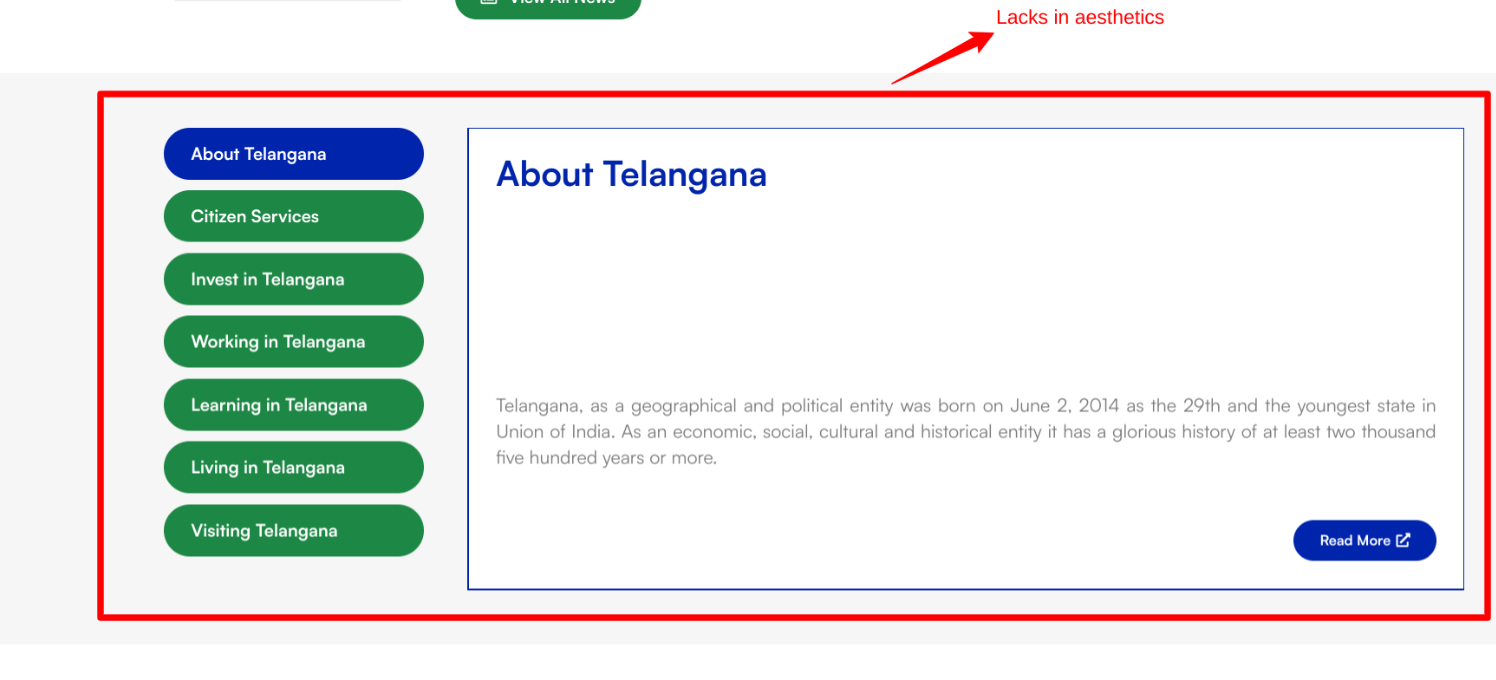 View All News
Lacks in aesthetics
About Telangana
Citizen Services
Invest in Telangana
Working in Telangana
Learning in Telangana
Living in Telangana
Visiting Telangana
About Telangana
Telangana, as a geographical and political entity was born on June 2, 2014 as the 29th and the youngest state in
Union of India. As an economic, social, cultural and historical entity it has a glorious history of at least two thousand
five hundred years or more.
Read More